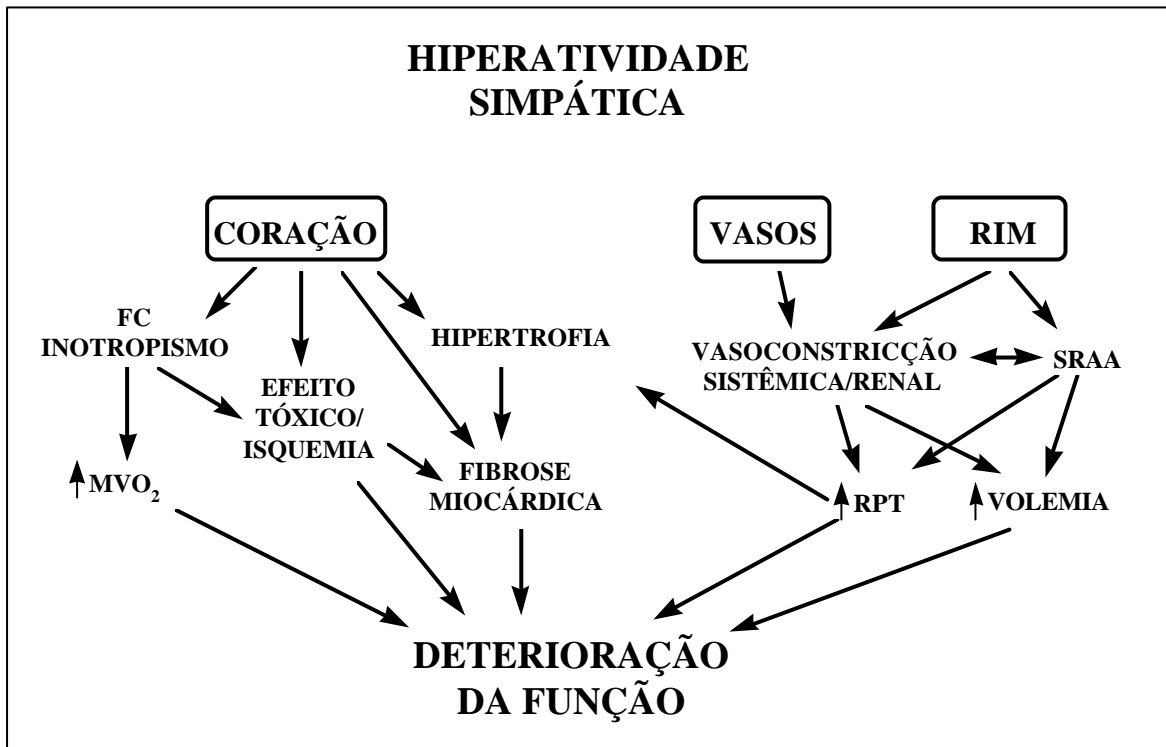 HIPERATIVIDADE
SIMPÁTICA
CORAÇÃO
VASOS
RIM
FC
INOTROPISMO
HIPERTROFIA
VASOCONSTRICÇÃO
SISTÊMICA/RENAL
SRAA
EFEITO
TÓXICO/
ISQUEMIA
FIBROSE
MIOCÁRDICA
MVO₂
RPT
VOLEMIA
DETERIORAÇÃO
DA FUNÇÃO